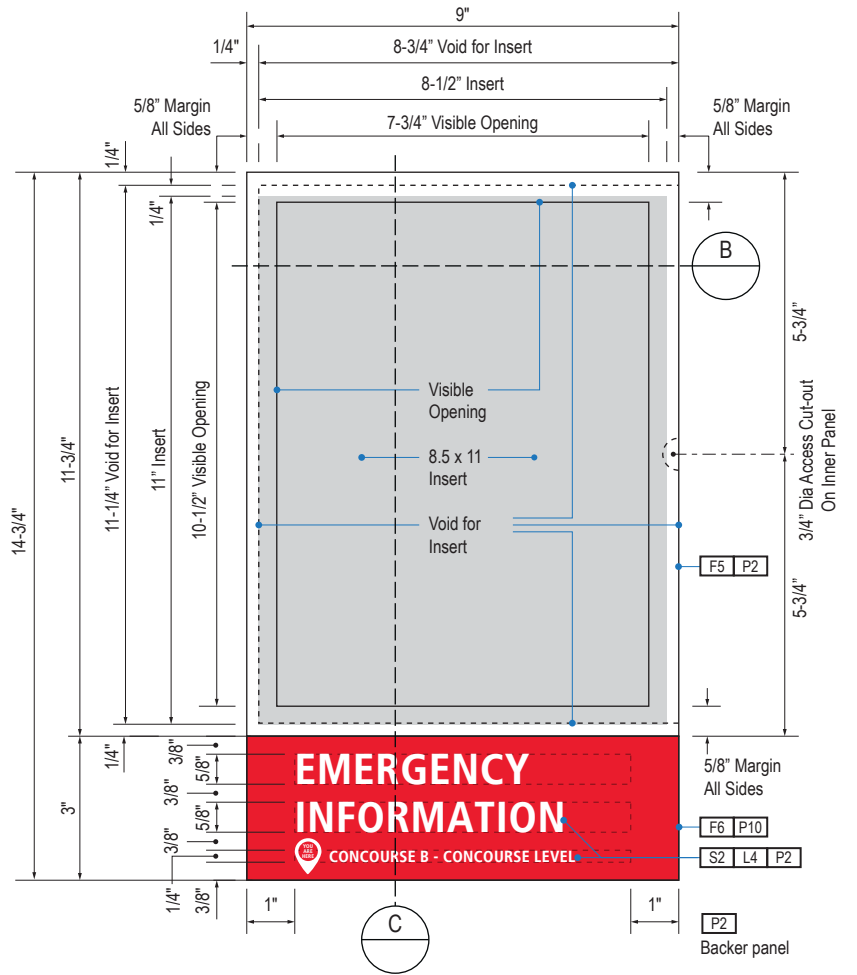 9"
1/4"
8-3/4” Void for Insert
8-1/2” Insert
5/8” Margin
All Sides
7-3/4” Visible Opening
5/8” Margin
All Sides
1/4"
1/4"
B
5-3/4"
14-3/4"
11-3/4"
11-1/4” Void for Insert
11” Insert
10-1/2” Visible Opening
Visible
Opening
8.5 x 11
Insert
Void for
Insert
3/4” Dia Access Cut-out
On Inner Panel
F5 P2
5-3/4"
1/4"
3"
3/8"
5/8"
3/8"
5/8"
3/8"
1/4"
3/8"
EMERGENCY
INFORMATION
YOU
ARE
HERE
CONCOURSE B - CONCOURSE LEVEL
5/8” Margin
All Sides
F6 P10
S2 L4 P2
1"
1"
C
P2
Backer panel